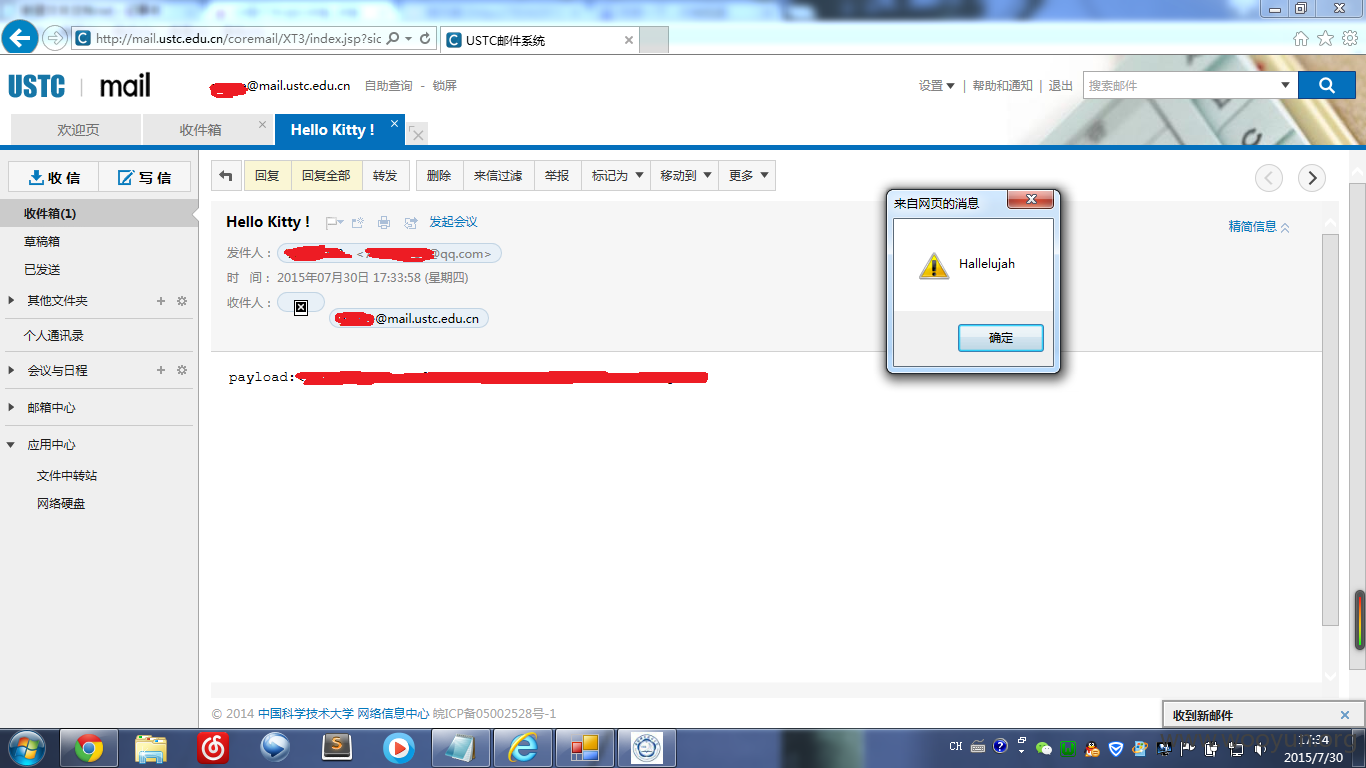 http://mail.ustc.edu.cn/coremail/XT3/index.jsp?sic
USTC邮件系统
USTC mail
@mail.ustc.edu.cn 自助查询 - 锁屏
设置 | 帮助和通知 | 退出
搜索邮件
欢迎页
收件箱
Hello Kitty !
收信
写信
回复
回复全部
转发
删除
来信过滤
举报
标记为
移动到
更多
收件箱(1)
草稿箱
已发送
其他文件夹
个人通讯录
会议与日程
邮箱中心
应用中心
文件中转站
网络硬盘
Hello Kitty !
发起会议
精简信息
发件人:
@qq.com>
时 间: 2015年07月30日 17:33:58 (星期四)
收件人:
@mail.ustc.edu.cn
payload:
来自网页的消息
Hallelujah
确定
© 2014 中国科学技术大学 网络信息中心 皖ICP备05002528号-1
收到新邮件
CH
17:34
2015/7/30